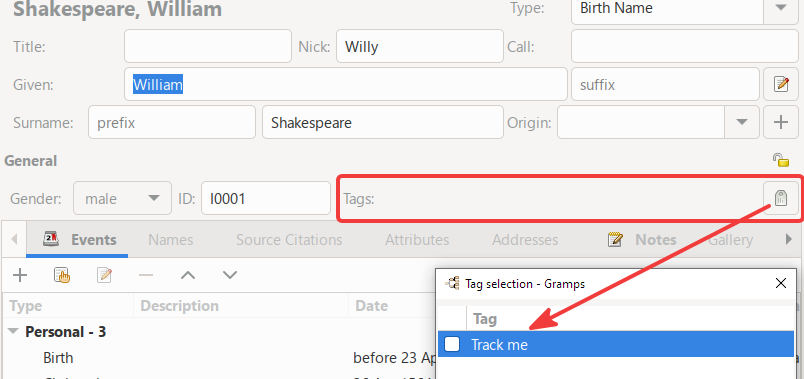 Shakespeare, William
Type: Birth Name
Title: Nick: Willy Call:
Given: William suffix
Surname: prefix Shakespeare Origin:
General
Gender: male ID: I0001 Tags:
Events Names Source Citations Attributes Addresses Notes Gallery
Tag selection - Gramps
Type Description Date
Tag
Personal - 3
Track me
Birth before 23 Ap